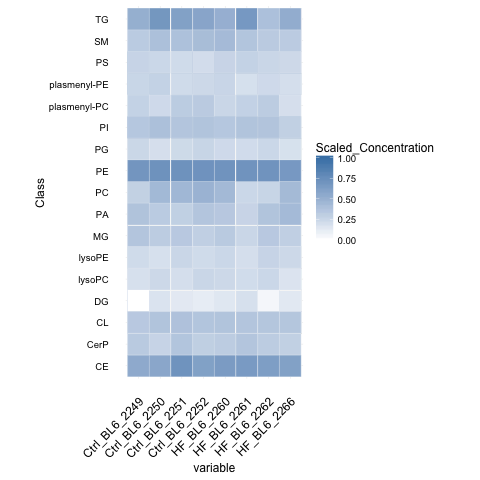 TG
SM
PS
plasmenyl-PE
plasmenyl-PC
PI
PG
PE
PC
PA
MG
lysoPE
lysoPC
DG
CL
CerP
CE
Class
Scaled_Concentration
1.00
0.75
0.50
0.25
0.00
Ctrl_BL6_2249
Ctrl_BL6_2250
Ctrl_BL6_2251
Ctrl_BL6_2252
HF_BL6_2260
HF_BL6_2261
HF_BL6_2262
HF_BL6_2266
variable